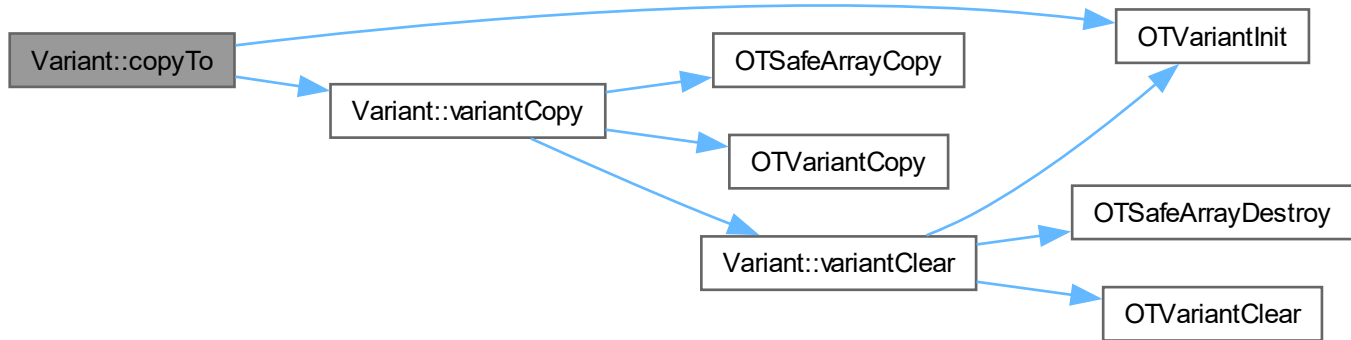 Variant::copyTo
Variant::variantCopy
OTSafeArrayCopy
OTVariantCopy
Variant::variantClear
OTVariantInit
OTSafeArrayDestroy
OTVariantClear